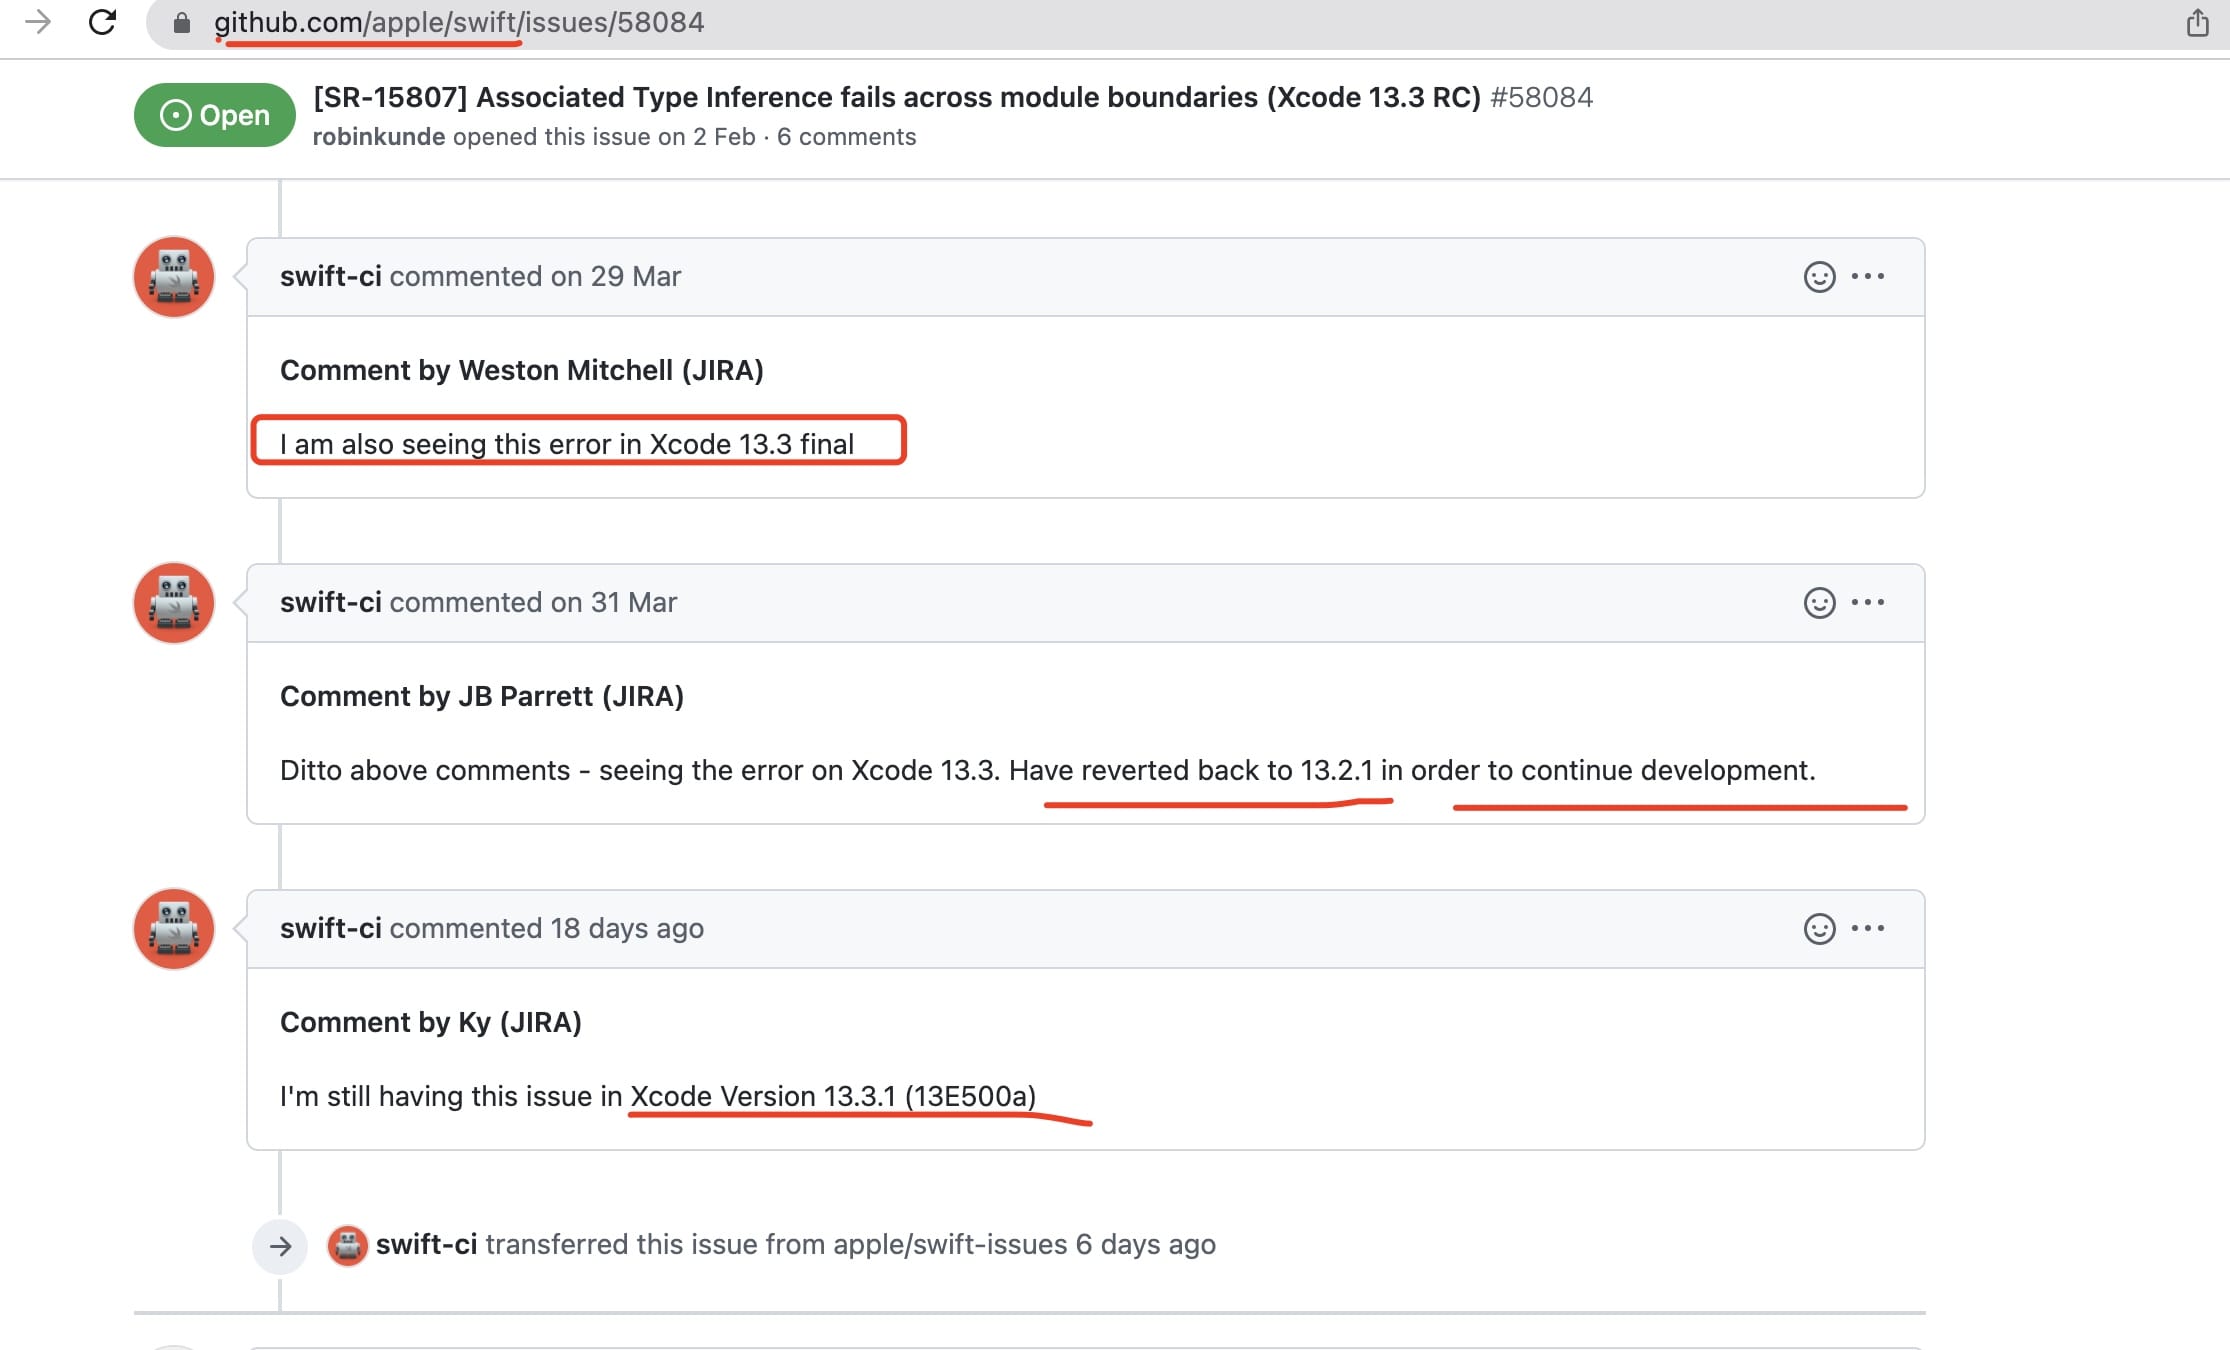 github.com/apple/swift/issues/58084
Open
[SR-15807] Associated Type Inference fails across module boundaries (Xcode 13.3 RC) #58084
robinkunde opened this issue on 2 Feb · 6 comments
swift-ci commented on 29 Mar
Comment by Weston Mitchell (JIRA)
I am also seeing this error in Xcode 13.3 final
swift-ci commented on 31 Mar
Comment by JB Parrett (JIRA)
Ditto above comments - seeing the error on Xcode 13.3. Have reverted back to 13.2.1 in order to continue development.
swift-ci commented 18 days ago
Comment by Ky (JIRA)
I'm still having this issue in Xcode Version 13.3.1 (13E500a)
swift-ci transferred this issue from apple/swift-issues 6 days ago